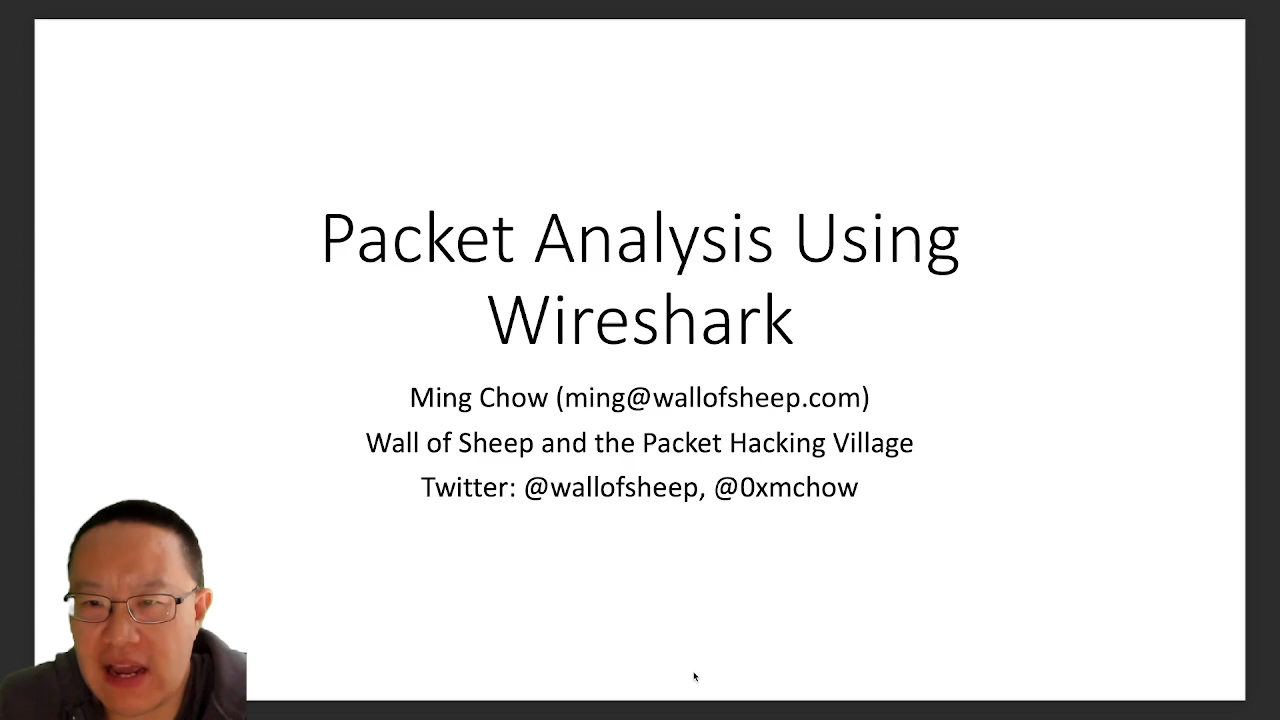 Packet Analysis Using
Wireshark
Ming Chow (ming@wallofsheep.com)
Wall of Sheep and the Packet Hacking Village
Twitter: @wallofsheep, @0xmchow